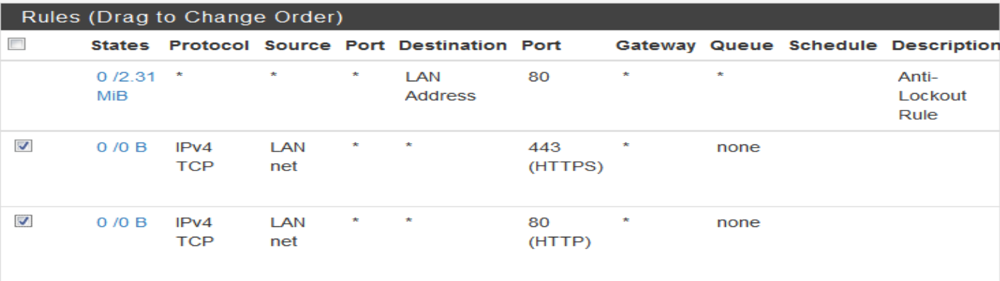 Rules (Drag to Change Order)
States Protocol Source Port Destination Port Gateway Queue Schedule Description
0 /2.31 * * * LAN 80 * * Anti-
MiB Address Lockout
Rule
0 /0 B IPv4 LAN * * 443 * none
TCP net (HTTPS)
0 /0 B IPv4 LAN * * 80 * none
TCP net (HTTP)